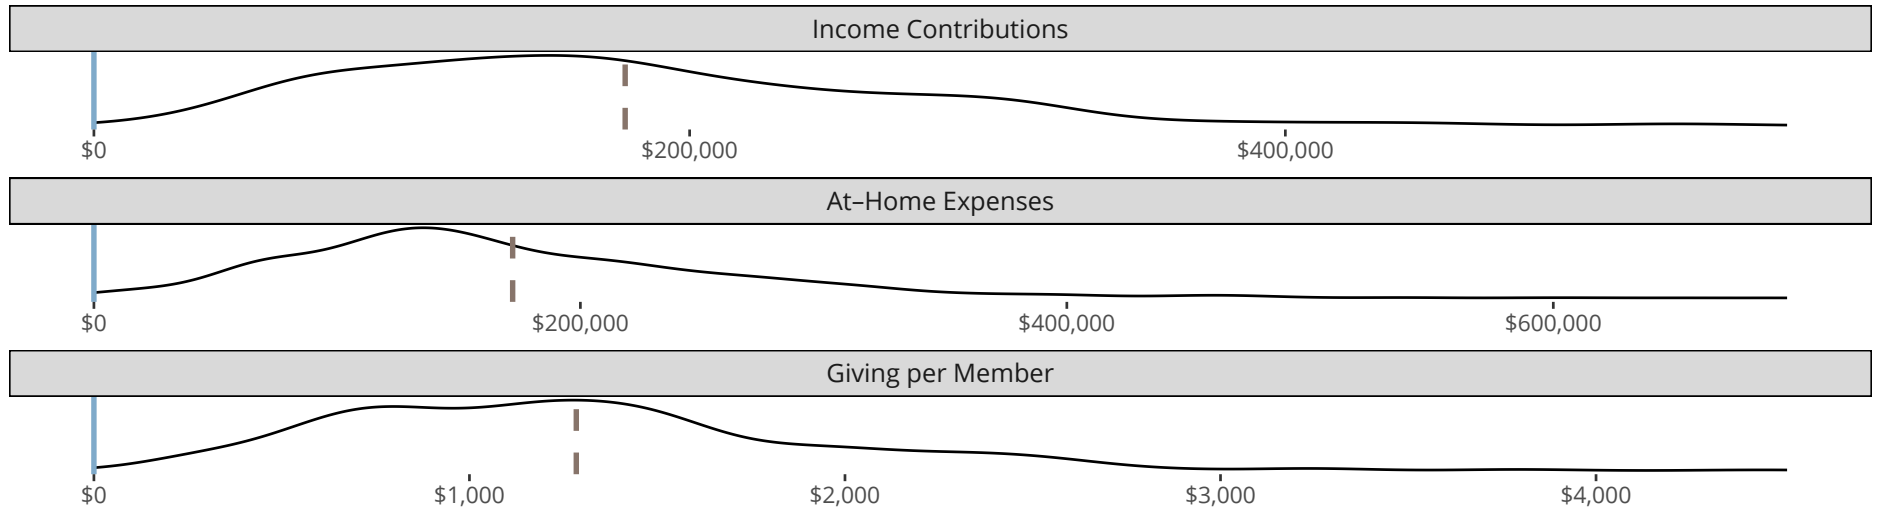 Income Contributions
$0 $200,000 $400,000
At–Home Expenses
$0 $200,000 $400,000 $600,000
Giving per Member
$0 $1,000 $2,000 $3,000 $4,000